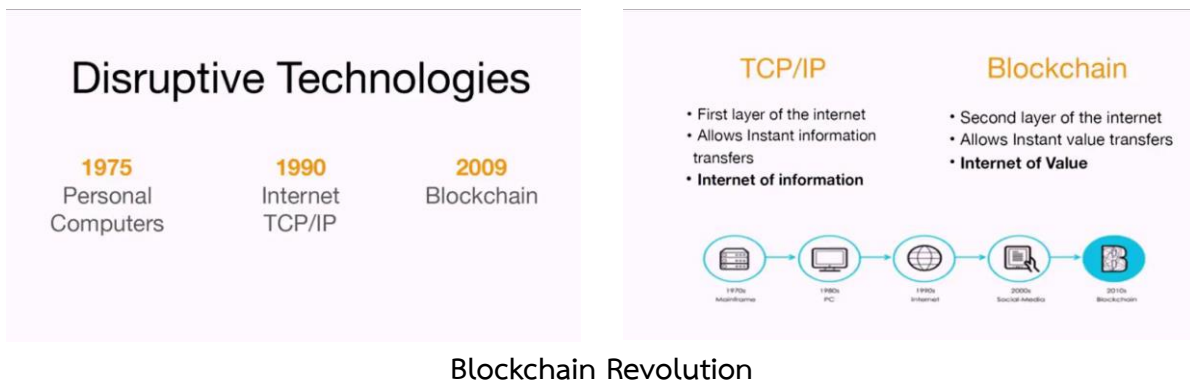 Disruptive Technologies
1975
Personal
Computers
1990
Internet
TCP/IP
2009
Blockchain
TCP/IP
• First layer of the internet
• Allows Instant information
transfers
• Internet of information
Blockchain
• Second layer of the internet
• Allows Instant value transfers
• Internet of Value
1970s
Mainframe
1980s
PC
1990s
Internet
2000s
Social Media
2010s
Blockchain
Blockchain Revolution